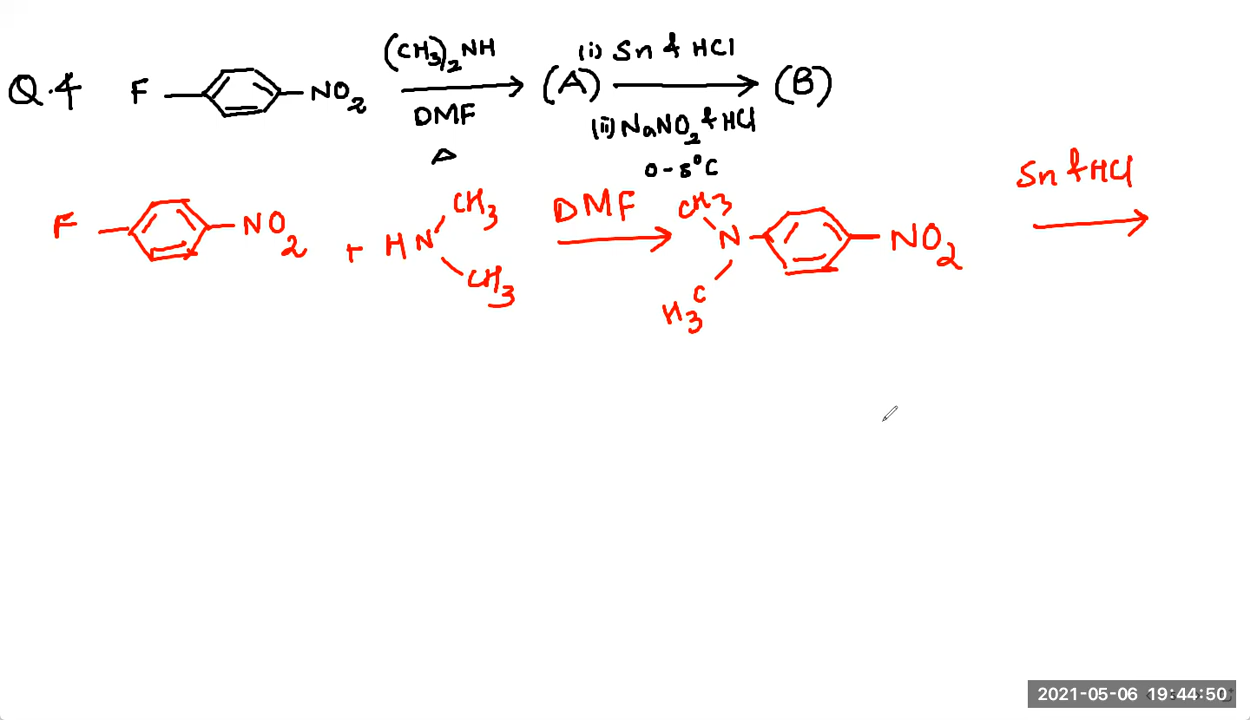 Q.4 F NO2 (CH3)2NH DMF Δ (A) (i) Sn & HCl (ii) NaNO2 & HCl 0-5°C (B)
F NO2 + HN CH3 CH3 DMF CH3 N H3C NO2 Sn & HCl
2021-05-06 19:44:50